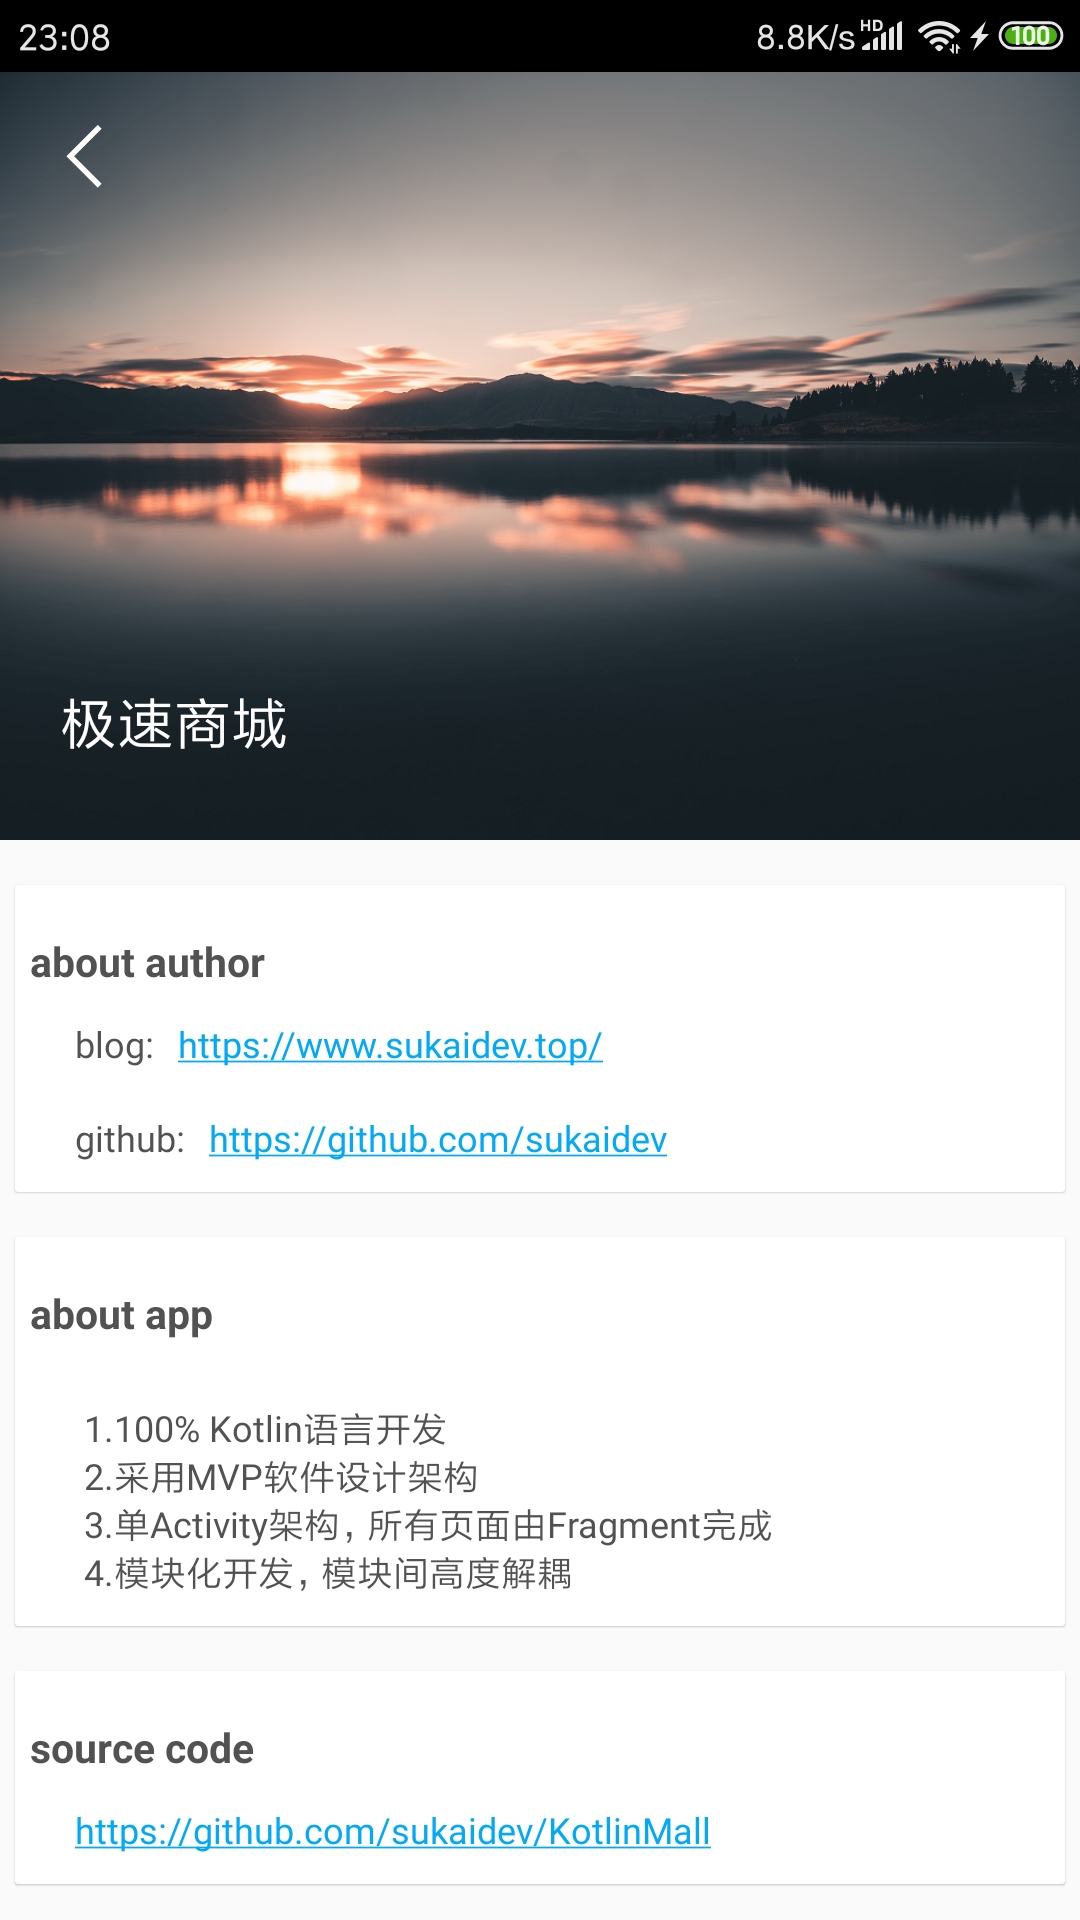 23:08
8.8K/s HD 100
极速商城
about author
blog: https://www.sukaidev.top/
github: https://github.com/sukaidev
about app
1.100% Kotlin语言开发
2.采用MVP软件设计架构
3.单Activity架构，所有页面由Fragment完成
4.模块化开发，模块间高度解耦
source code
https://github.com/sukaidev/KotlinMall